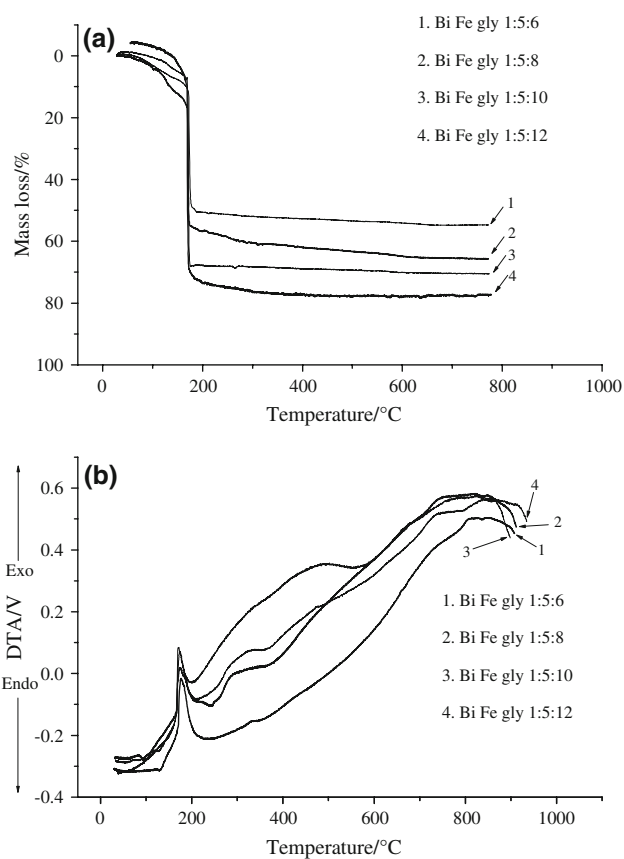 (a)
1. Bi Fe gly 1:5:6
2. Bi Fe gly 1:5:8
3. Bi Fe gly 1:5:10
4. Bi Fe gly 1:5:12
Mass loss/%
0
20
40
60
80
100
1
2
3
4
0 200 400 600 800 1000
Temperature/°C
(b)
Exo
DTA/V
Endo
0.6
0.4
0.2
0.0
-0.2
-0.4
4
2
3 1
1. Bi Fe gly 1:5:6
2. Bi Fe gly 1:5:8
3. Bi Fe gly 1:5:10
4. Bi Fe gly 1:5:12
0 200 400 600 800 1000
Temperature/°C